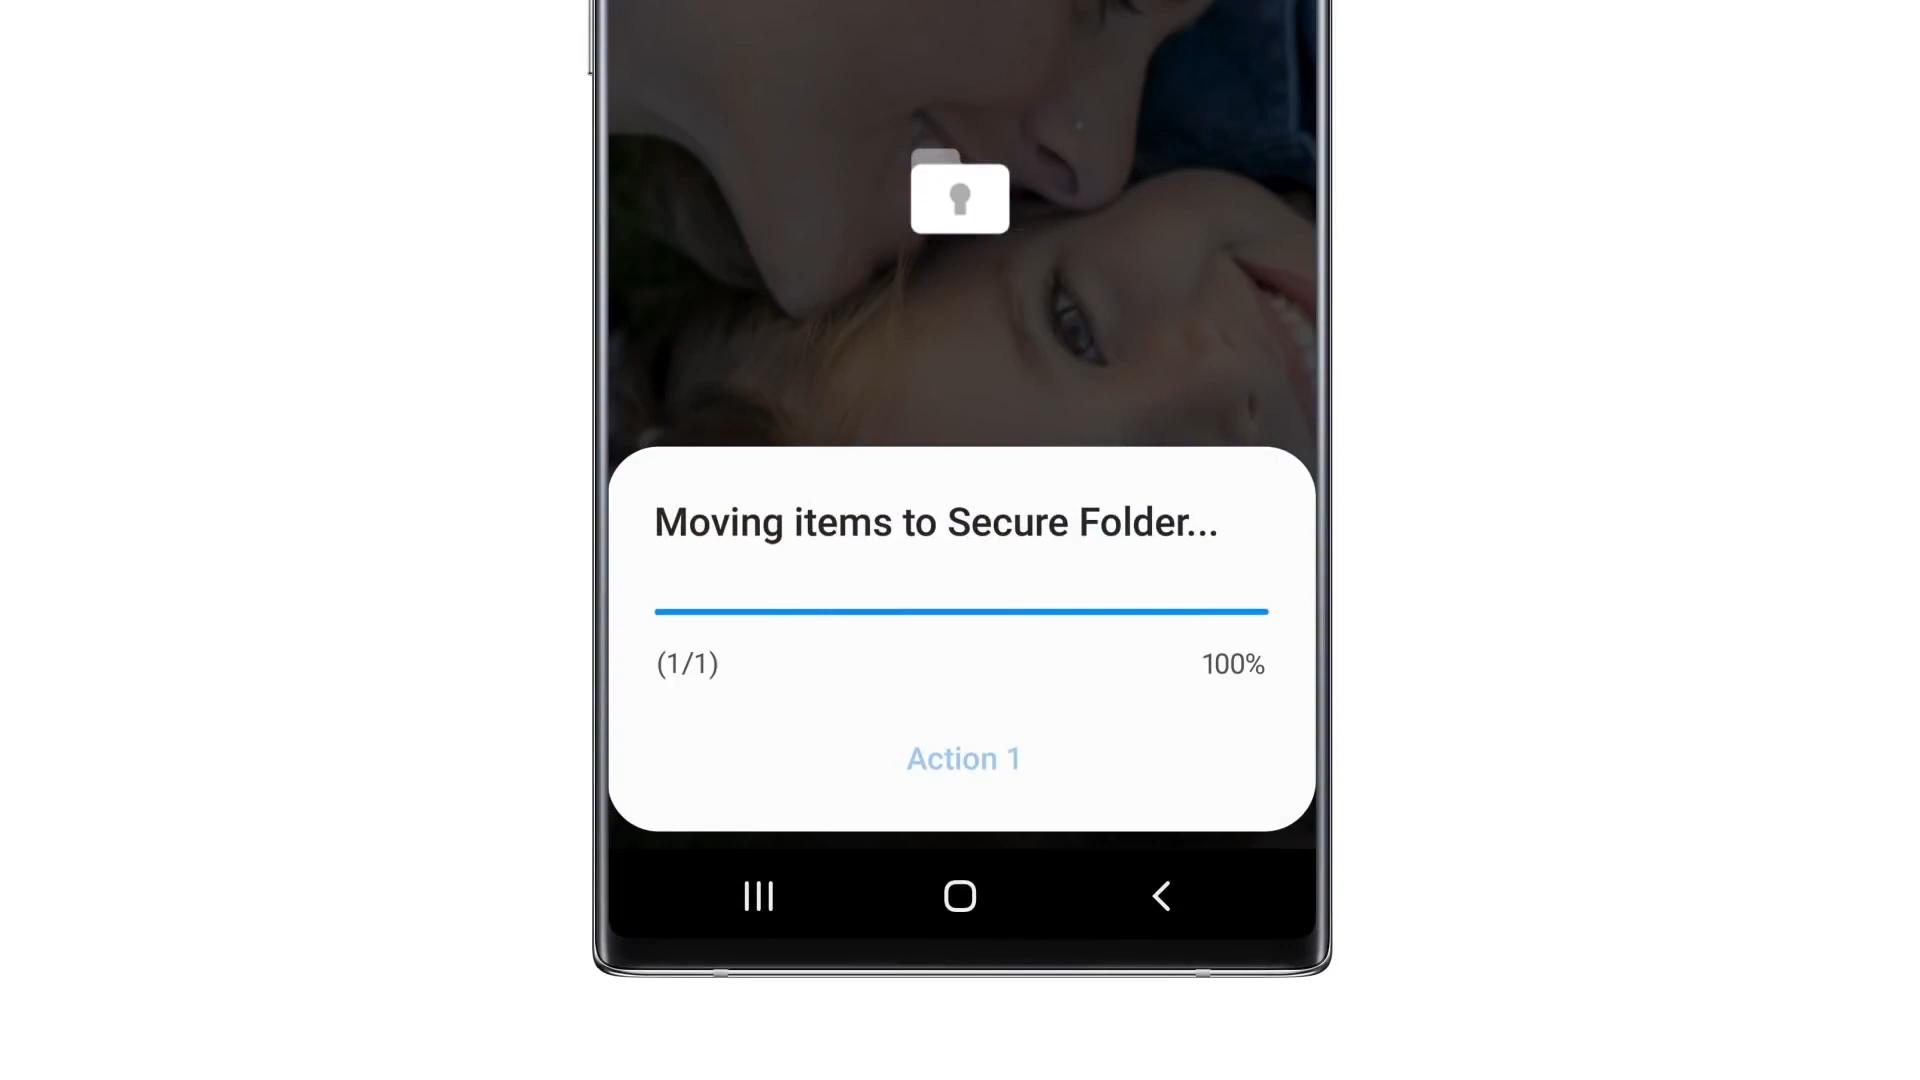 Moving items to Secure Folder...
(1/1)
100%
Action 1